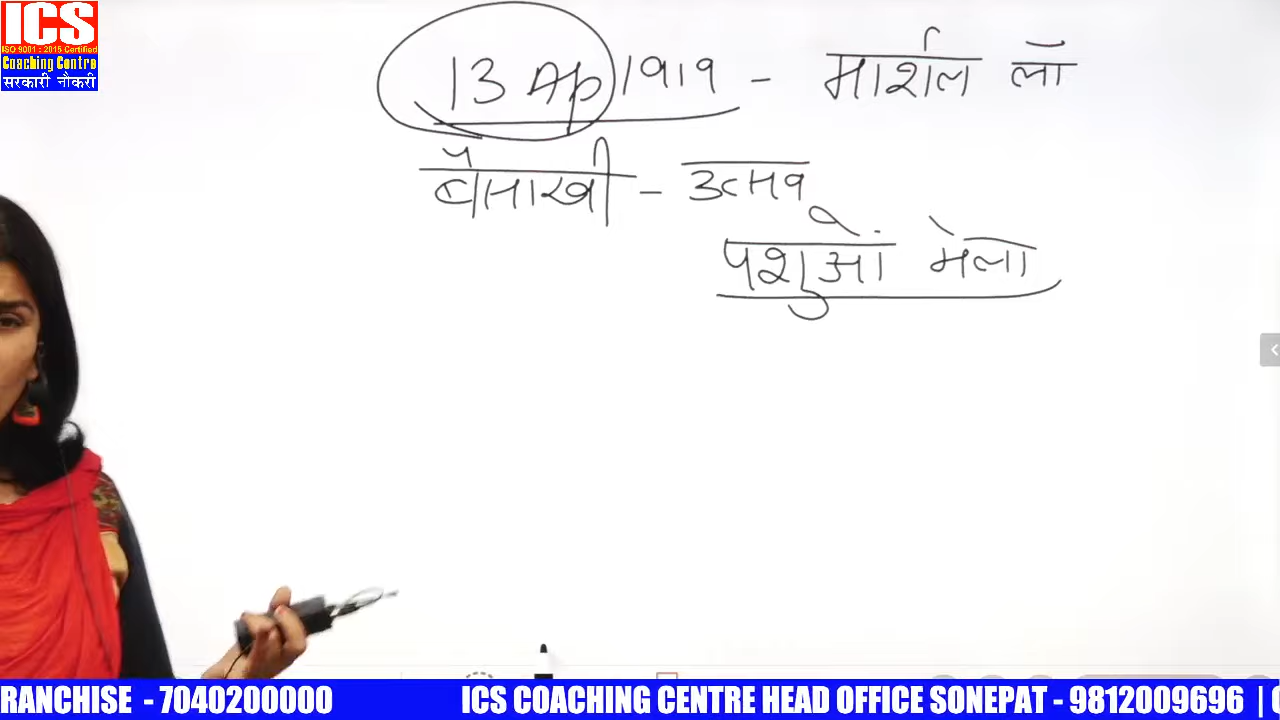 ICS
ISO 9001 : 2015 Certified
Coaching Centre
सरकारी नौकरी
13 Ap 1919 - मार्शल लॉ
बैसाखी - उत्सव
पशुओं मेला
RANCHISE - 7040200000 ICS COACHING CENTRE HEAD OFFICE SONEPAT - 9812009696 |